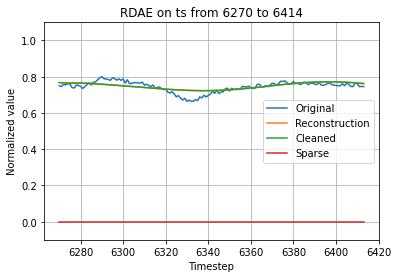 RDAE on ts from 6270 to 6414
Normalized value
1.0
0.8
0.6
0.4
0.2
0.0
Original
Reconstruction
Cleaned
Sparse
6280 6300 6320 6340 6360 6380 6400 6420
Timestep